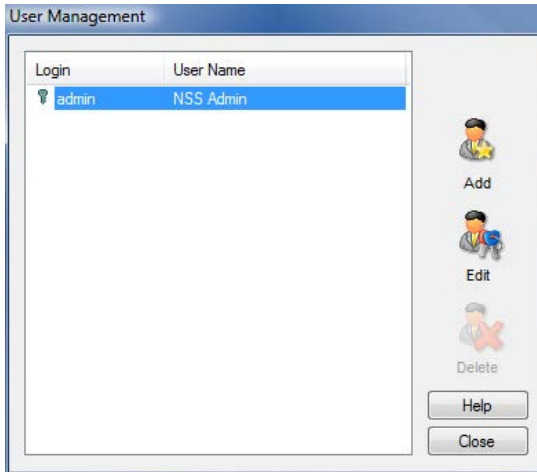 User Management
Login User Name
admin NSS Admin
Add
Edit
Delete
Help
Close